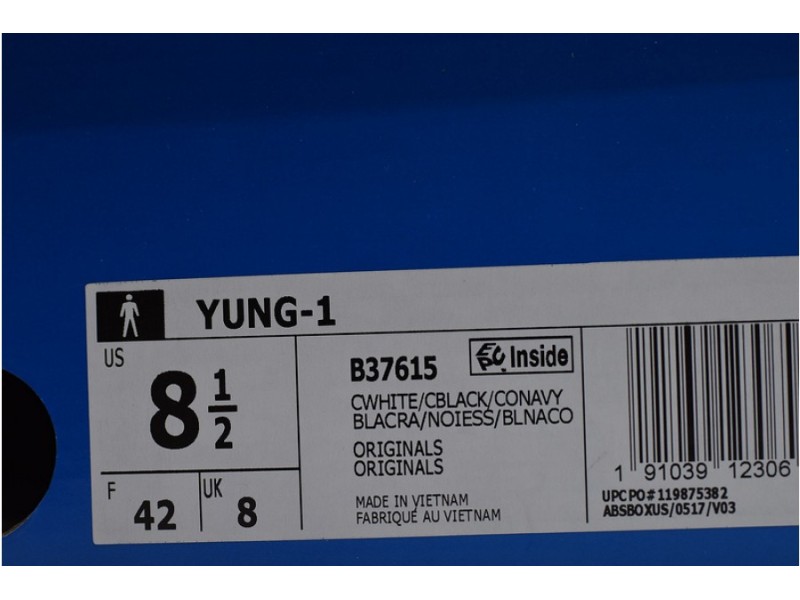 YUNG-1
US
8 1/2
F
42
UK
8
B37615
EPC Inside
CWHITE/CBLACK/CONAVY
BLACRA/NOIESS/BLNACO
ORIGINALS
ORIGINALS
MADE IN VIETNAM
FABRIQUÉ AU VIETNAM
1 91039 12306
UPC PO# 119875382
ABSBOXUS/0517/V03